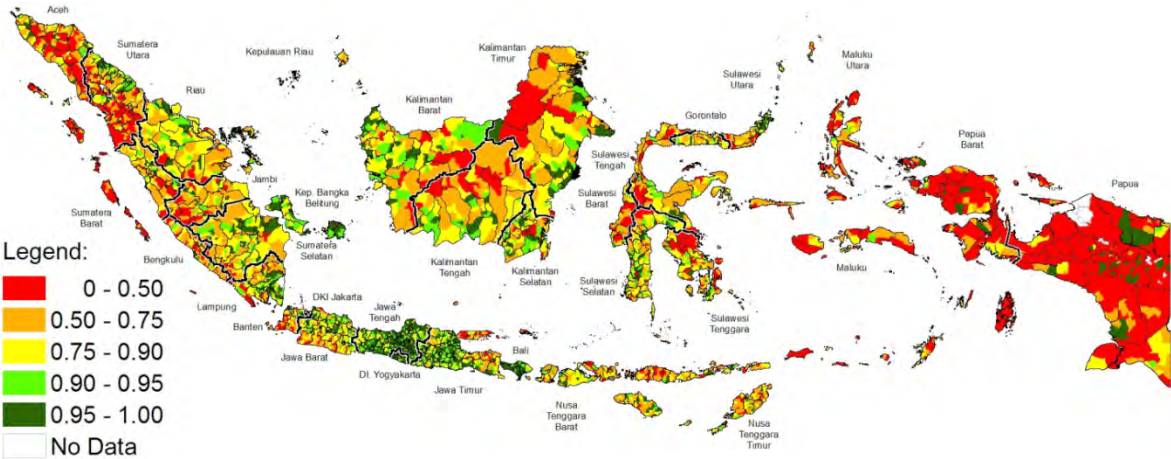 Aceh
Sumatera
Utara
Kepulauan Riau
Riau
Kalimantan
Timur
Kalimantan
Barat
Sulawesi
Utara
Maluku
Utara
Gorontalo
Papua
Barat
Papua
Jambi
Kep. Bangka
Belitung
Sulawesi
Tengah
Sulawesi
Barat
Sumatera
Barat
Sumatera
Selatan
Bengkulu
Kalimantan
Tengah
Kalimantan
Selatan
Sulawesi
Selatan
Maluku
Lampung
DKI Jakarta
Jawa
Tengah
Sulawesi
Tenggara
Banten
Jawa Barat
DI. Yogyakarta
Jawa Timur
Bali
Nusa
Tenggara
Barat
Nusa
Tenggara
Timur
Legend:
0 - 0.50
0.50 - 0.75
0.75 - 0.90
0.90 - 0.95
0.95 - 1.00
No Data